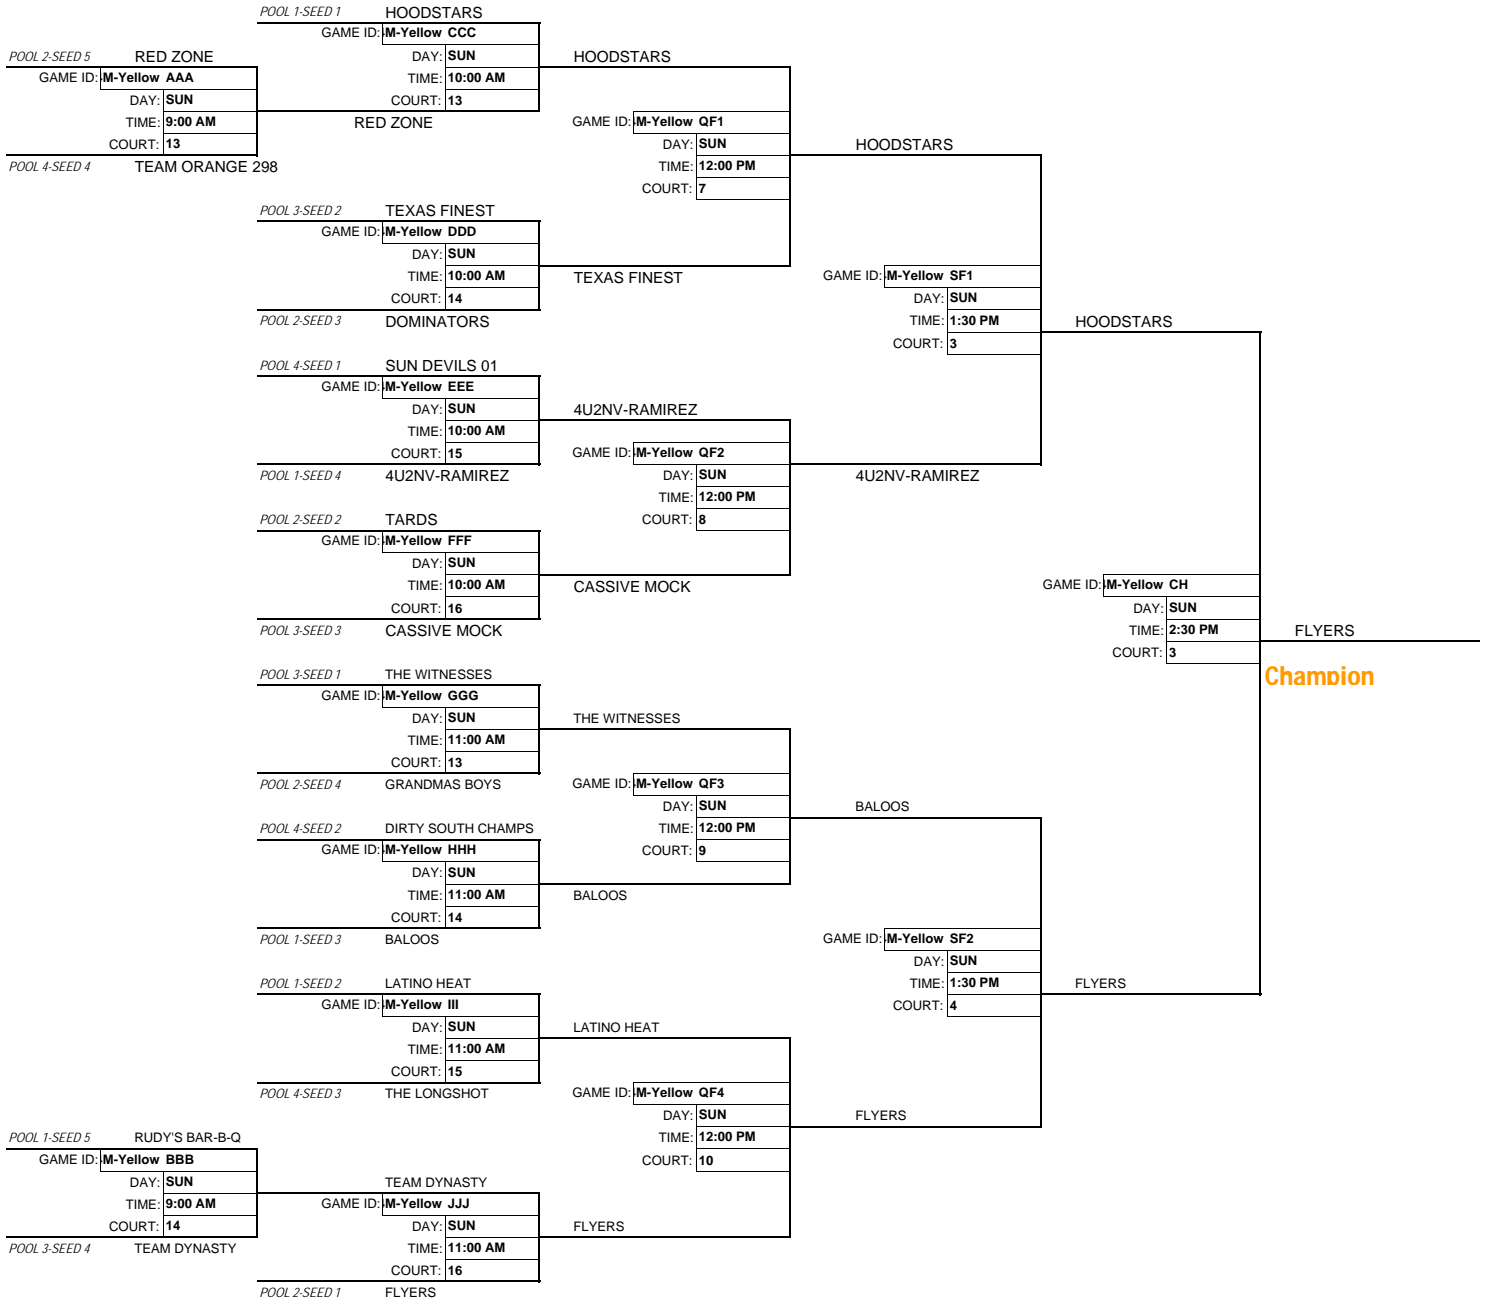 POOL 1-SEED 1 HOODSTARS
GAME ID: M-Yellow CCC
POOL 2-SEED 5 RED ZONE DAY: SUN HOODSTARS
GAME ID: M-Yellow AAA TIME: 10:00 AM
DAY: SUN COURT: 13
TIME: 9:00 AM RED ZONE GAME ID: M-Yellow QF1
COURT: 13 DAY: SUN HOODSTARS
POOL 4-SEED 4 TEAM ORANGE 298 TIME: 12:00 PM
COURT: 7
POOL 3-SEED 2 TEXAS FINEST
GAME ID: M-Yellow DDD
DAY: SUN
TIME: 10:00 AM TEXAS FINEST GAME ID: M-Yellow SF1
COURT: 14 DAY: SUN
POOL 2-SEED 3 DOMINATORS TIME: 1:30 PM HOODSTARS
COURT: 3
POOL 4-SEED 1 SUN DEVILS 01
GAME ID: M-Yellow EEE
DAY: SUN 4U2NV-RAMIREZ
TIME: 10:00 AM
COURT: 15 GAME ID: M-Yellow QF2
POOL 1-SEED 4 4U2NV-RAMIREZ DAY: SUN 4U2NV-RAMIREZ
TIME: 12:00 PM
POOL 2-SEED 2 TARDS COURT: 8
GAME ID: M-Yellow FFF
DAY: SUN
TIME: 10:00 AM CASSIVE MOCK GAME ID: M-Yellow CH
COURT: 16 DAY: SUN
POOL 3-SEED 3 CASSIVE MOCK TIME: 2:30 PM FLYERS
COURT: 3
POOL 3-SEED 1 THE WITNESSES Champion
GAME ID: M-Yellow GGG
DAY: SUN THE WITNESSES
TIME: 11:00 AM
COURT: 13
POOL 2-SEED 4 GRANDMAS BOYS GAME ID: M-Yellow QF3
DAY: SUN BALOOS
POOL 4-SEED 2 DIRTY SOUTH CHAMPS TIME: 12:00 PM
GAME ID: M-Yellow HHH COURT: 9
DAY: SUN
TIME: 11:00 AM BALOOS
COURT: 14
POOL 1-SEED 3 BALOOS GAME ID: M-Yellow SF2
DAY: SUN
POOL 1-SEED 2 LATINO HEAT TIME: 1:30 PM FLYERS
GAME ID: M-Yellow III COURT: 4
DAY: SUN LATINO HEAT
TIME: 11:00 AM
COURT: 15
POOL 4-SEED 3 THE LONGSHOT GAME ID: M-Yellow QF4
DAY: SUN FLYERS
POOL 1-SEED 5 RUDY'S BAR-B-Q TIME: 12:00 PM
GAME ID: M-Yellow BBB COURT: 10
DAY: SUN TEAM DYNASTY
TIME: 9:00 AM GAME ID: M-Yellow JJJ
COURT: 14 DAY: SUN FLYERS
POOL 3-SEED 4 TEAM DYNASTY TIME: 11:00 AM
COURT: 16
POOL 2-SEED 1 FLYERS